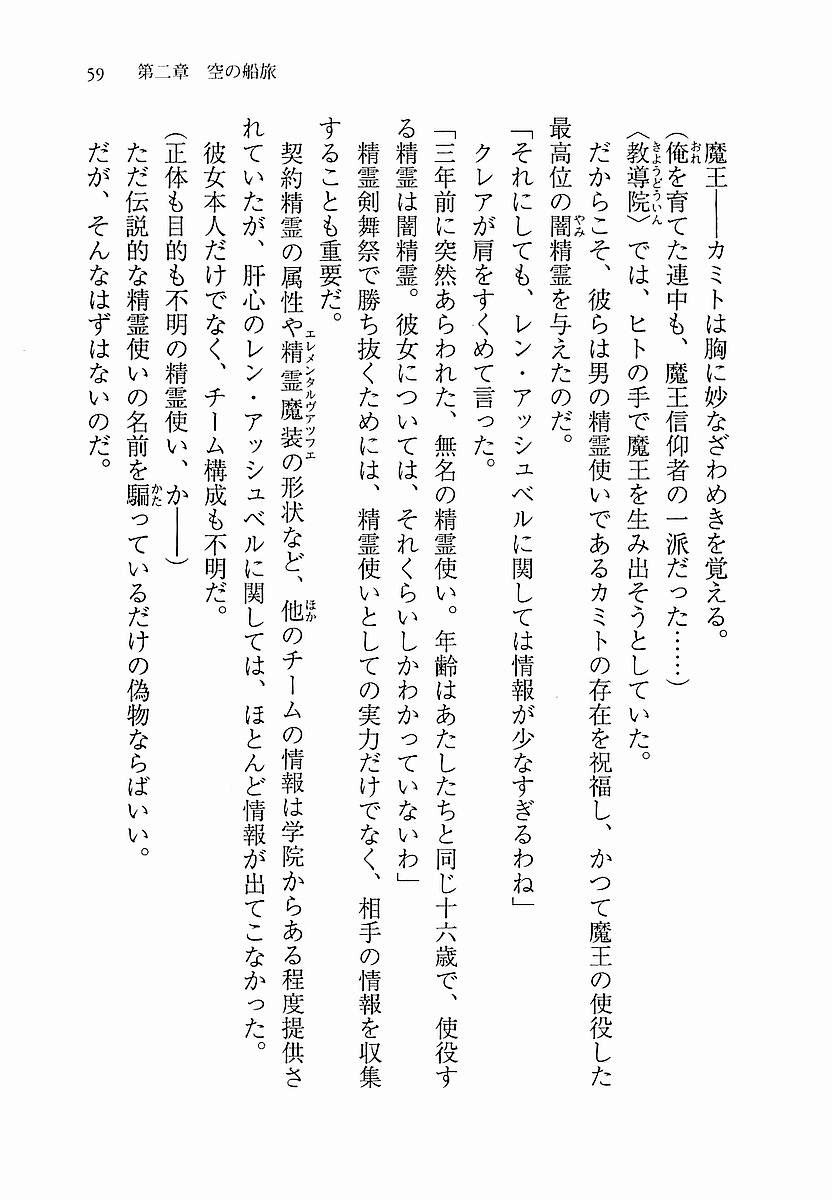 59　第二章　空の船旅
魔王――カミトは胸に妙なざわめきを覚える。
（俺を育てた連中も、魔王信仰者の一派だった……）
〈教導院〉では、ヒトの手で魔王を生み出そうとしていた。
だからこそ、彼らは男の精霊使いであるカミトの存在を祝福し、かつて魔王の使役した
最高位の闇精霊を与えたのだ。
「それにしても、レン・アッシュベルに関しては情報が少なすぎるわね」
クレアが肩をすくめて言った。
「三年前に突然あらわれた、無名の精霊使い。年齢はあたしたちと同じ十六歳で、使役す
る精霊は闇精霊。彼女については、それくらいしかわかっていないわ」
精霊剣舞祭で勝ち抜くためには、精霊使いとしての実力だけでなく、相手の情報を収集
することも重要だ。
契約精霊の属性や精霊魔装の形状など、他のチームの情報は学院からある程度提供さ
れていたが、肝心のレン・アッシュベルに関しては、ほとんど情報が出てこなかった。
彼女本人だけでなく、チーム構成も不明だ。
（正体も目的も不明の精霊使い、か――）
ただ伝説的な精霊使いの名前を騙っているだけの偽物ならばいい。
だが、そんなはずはないのだ。